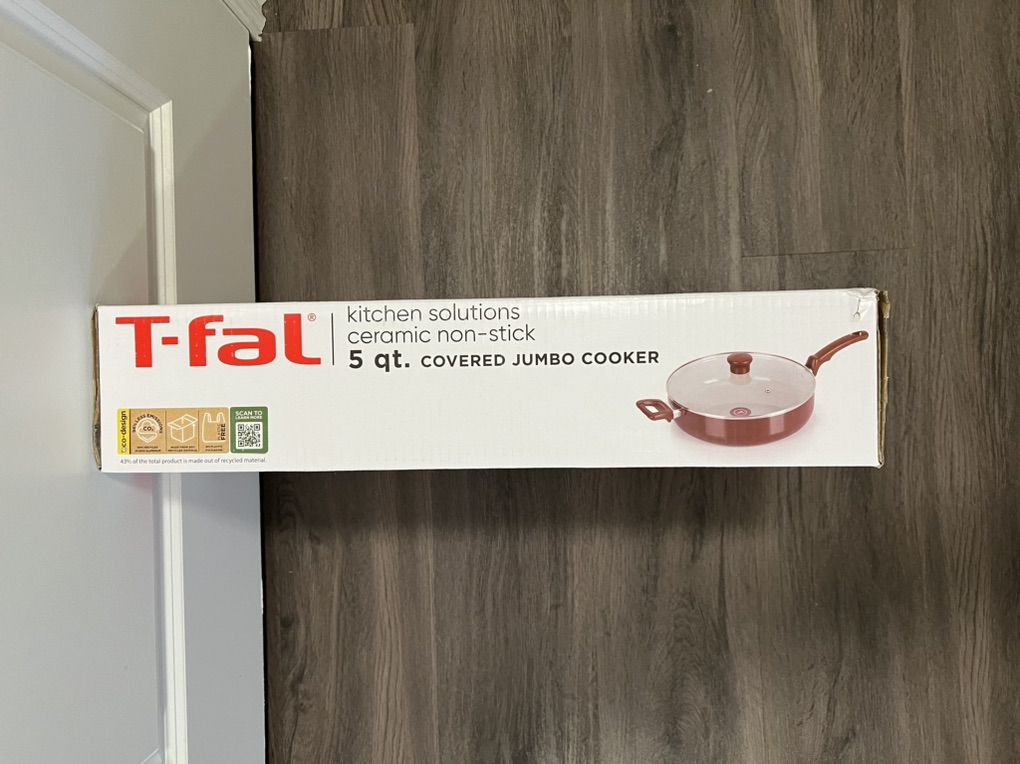 T-fal®
kitchen solutions
ceramic non-stick
5 qt. COVERED JUMBO COOKER
eco-design
CO₂
FREE
SCAN TO
LEARN MORE
43% of the total product is made out of recycled material.